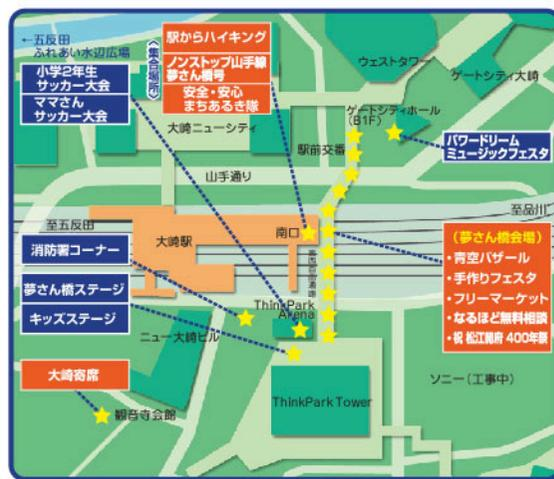 ←五反田
ふれあい水辺広場
小学2年生
サッカー大会
ママさん
サッカー大会
〈集合場所〉
駅からハイキング
ノンストップ山手線
夢さん橋号
安全・安心
まちあるき隊
ウェストタワー
ゲートシティ大崎
ゲートシティホール
(B1F)
大崎ニューシティ
駅前交番
パワードリーム
ミュージックフェスタ
山手通り
至五反田
至品川
大崎駅
南口
消防署コーナー
夢さん橋ステージ
キッズステージ
(夢さん橋会場)
・青空バザール
・手作りフェスタ
・フリーマーケット
・なるほど無料相談
・祝 松江開府 400年祭
ThinkPark
Arena
ニュー大崎ビル
大崎寄席
観音寺会館
ThinkPark Tower
ソニー(工事中)